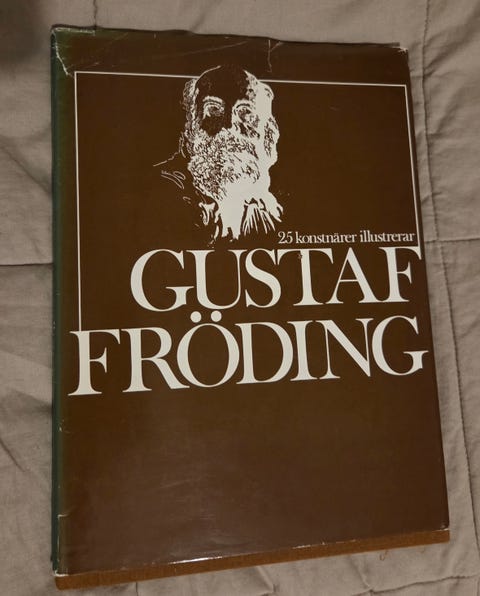 25 konstnärer illustrerar
GUSTAF
FRÖDING